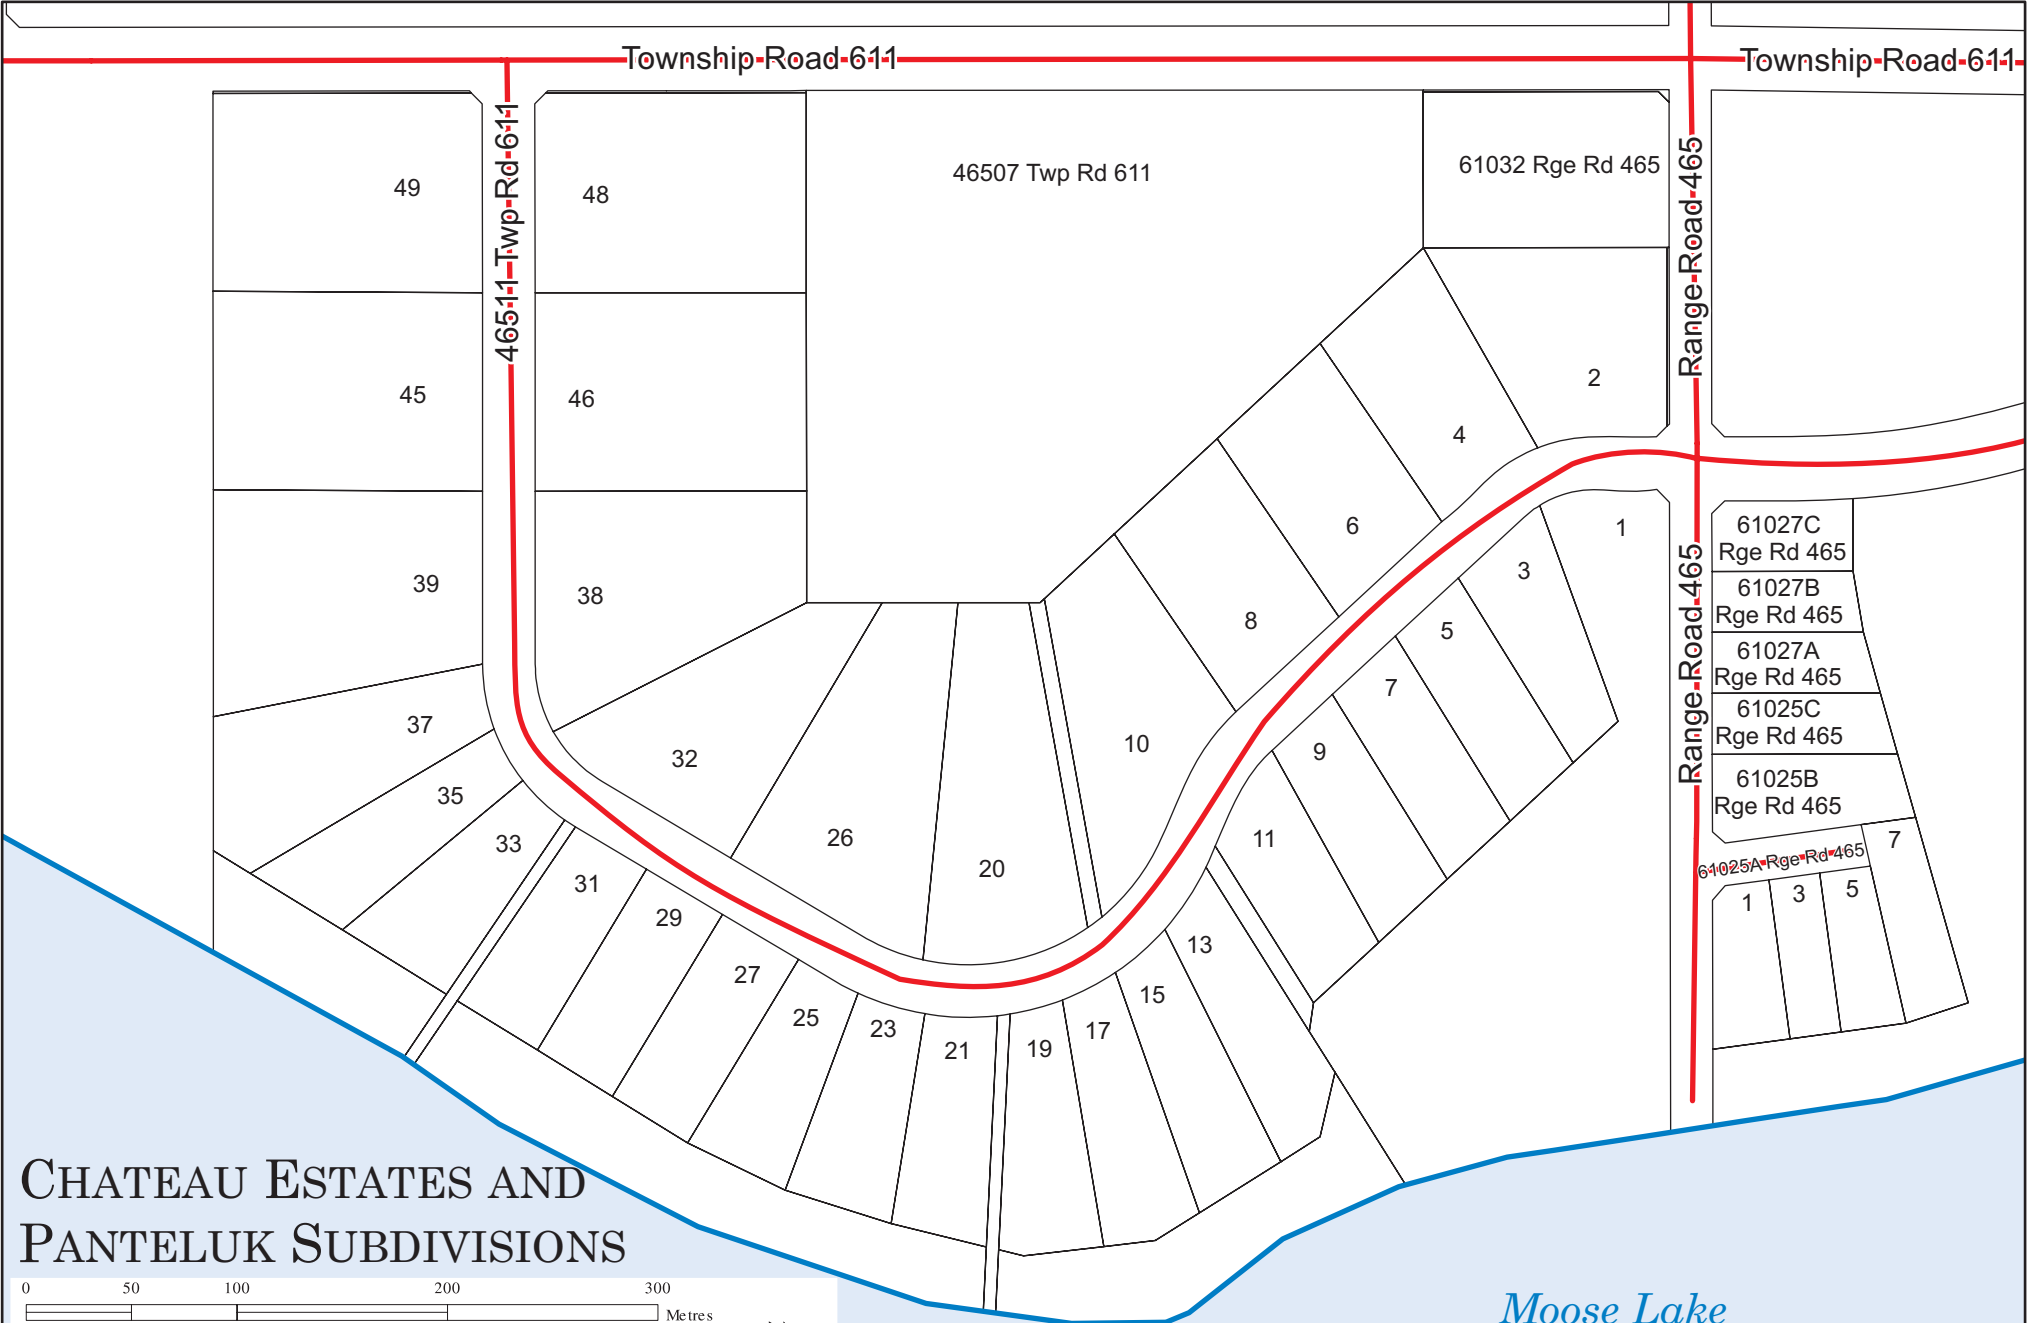 Township Road 611
Township Road 611
46511 Twp Rd 611
Range Road 465
49
48
46507 Twp Rd 611
61032 Rge Rd 465
45
46
2
4
39
38
6
1
3
5
8
7
Range Road 465
61027C
Rge Rd 465
61027B
Rge Rd 465
61027A
Rge Rd 465
61025C
Rge Rd 465
61025B
Rge Rd 465
61025A Rge Rd 465
7
1
3
5
37
32
10
9
35
33
26
11
31
20
29
13
27
15
25
23
17
21
19
CHATEAU ESTATES AND
PANTELUK SUBDIVISIONS
0 50 100 200 300
Metres
Moose Lake